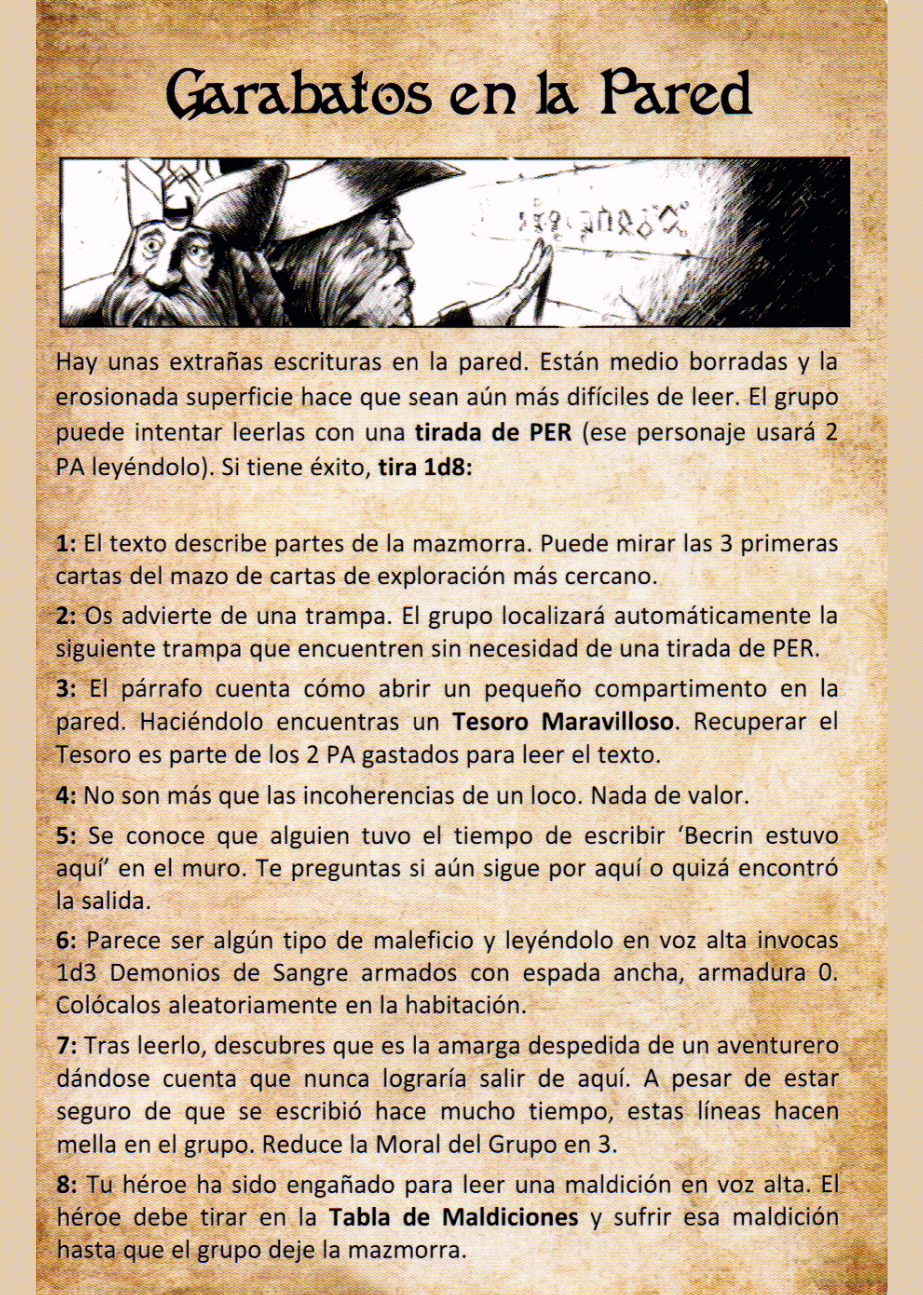 Garabatos en la Pared
Hay unas extrañas escrituras en la pared. Están medio borradas y la
erosionada superficie hace que sean aún más difíciles de leer. El grupo
puede intentar leerlas con una tirada de PER (ese personaje usará 2
PA leyéndolo). Si tiene éxito, tira 1d8:
1: El texto describe partes de la mazmorra. Puede mirar las 3 primeras
cartas del mazo de cartas de exploración más cercano.
2: Os advierte de una trampa. El grupo localizará automáticamente la
siguiente trampa que encuentren sin necesidad de una tirada de PER.
3: El párrafo cuenta cómo abrir un pequeño compartimento en la
pared. Haciéndolo encuentras un Tesoro Maravilloso. Recuperar el
Tesoro es parte de los 2 PA gastados para leer el texto.
4: No son más que las incoherencias de un loco. Nada de valor.
5: Se conoce que alguien tuvo el tiempo de escribir ‘Becrin estuvo
aquí’ en el muro. Te preguntas si aún sigue por aquí o quizá encontró
la salida.
6: Parece ser algún tipo de maleficio y leyéndolo en voz alta invocas
1d3 Demonios de Sangre armados con espada ancha, armadura 0.
Colócalos aleatoriamente en la habitación.
7: Tras leerlo, descubres que es la amarga despedida de un aventurero
dándose cuenta que nunca lograría salir de aquí. A pesar de estar
seguro de que se escribió hace mucho tiempo, estas líneas hacen
mella en el grupo. Reduce la Moral del Grupo en 3.
8: Tu héroe ha sido engañado para leer una maldición en voz alta. El
héroe debe tirar en la Tabla de Maldiciones y sufrir esa maldición
hasta que el grupo deje la mazmorra.